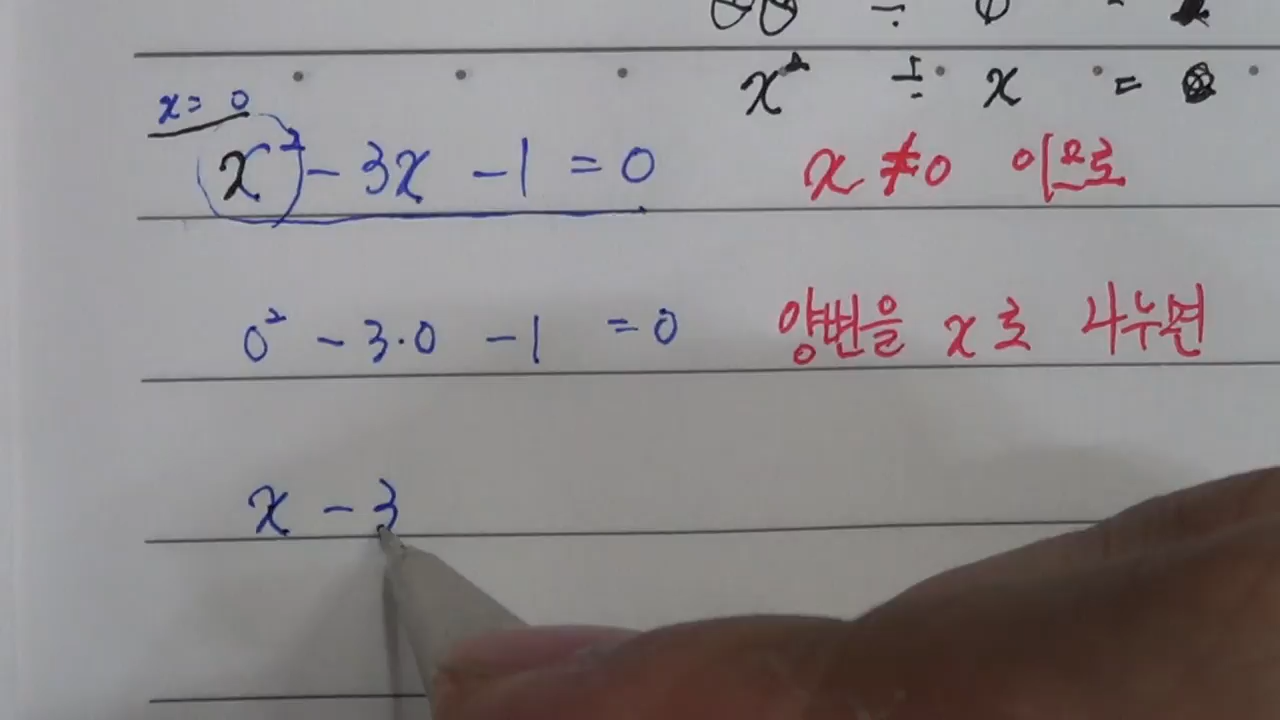 x² ÷ x =
x = 0
x² - 3x - 1 = 0 x ≠ 0 이므로
0² - 3·0 - 1 = 0 양변을 x로 나누면
x - 3